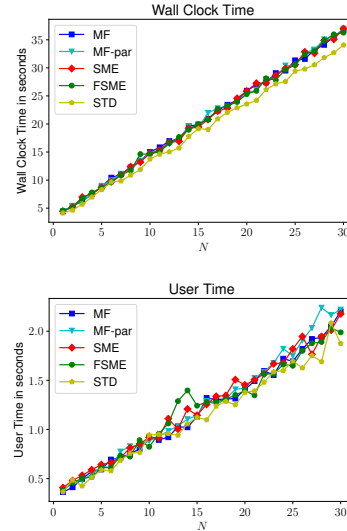 Wall Clock Time
Wall Clock Time in seconds
35
30
25
20
15
10
5
MF
MF-par
SME
FSME
STD
0 5 10 15 20 25 30
N
User Time
User Time in seconds
2.0
1.5
1.0
0.5
MF
MF-par
SME
FSME
STD
0 5 10 15 20 25 30
N